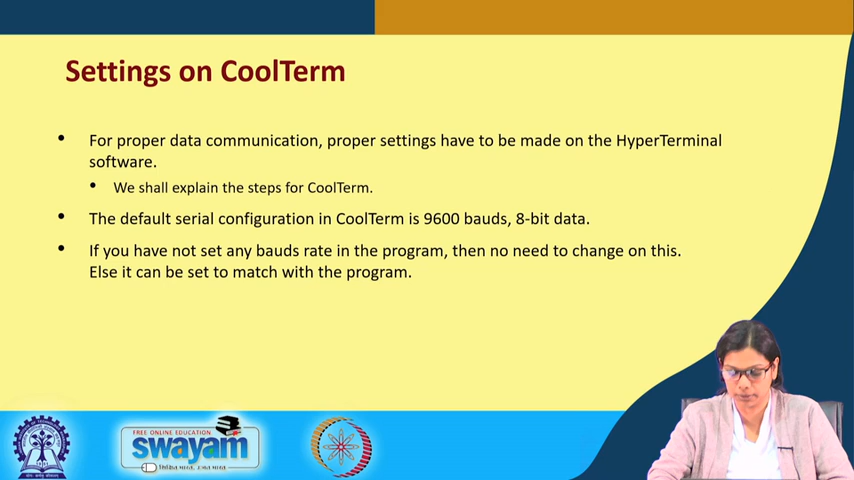 Settings on CoolTerm
• For proper data communication, proper settings have to be made on the HyperTerminal
software.
• We shall explain the steps for CoolTerm.
• The default serial configuration in CoolTerm is 9600 bauds, 8-bit data.
• If you have not set any bauds rate in the program, then no need to change on this.
Else it can be set to match with the program.
FREE ONLINE EDUCATION
swayam